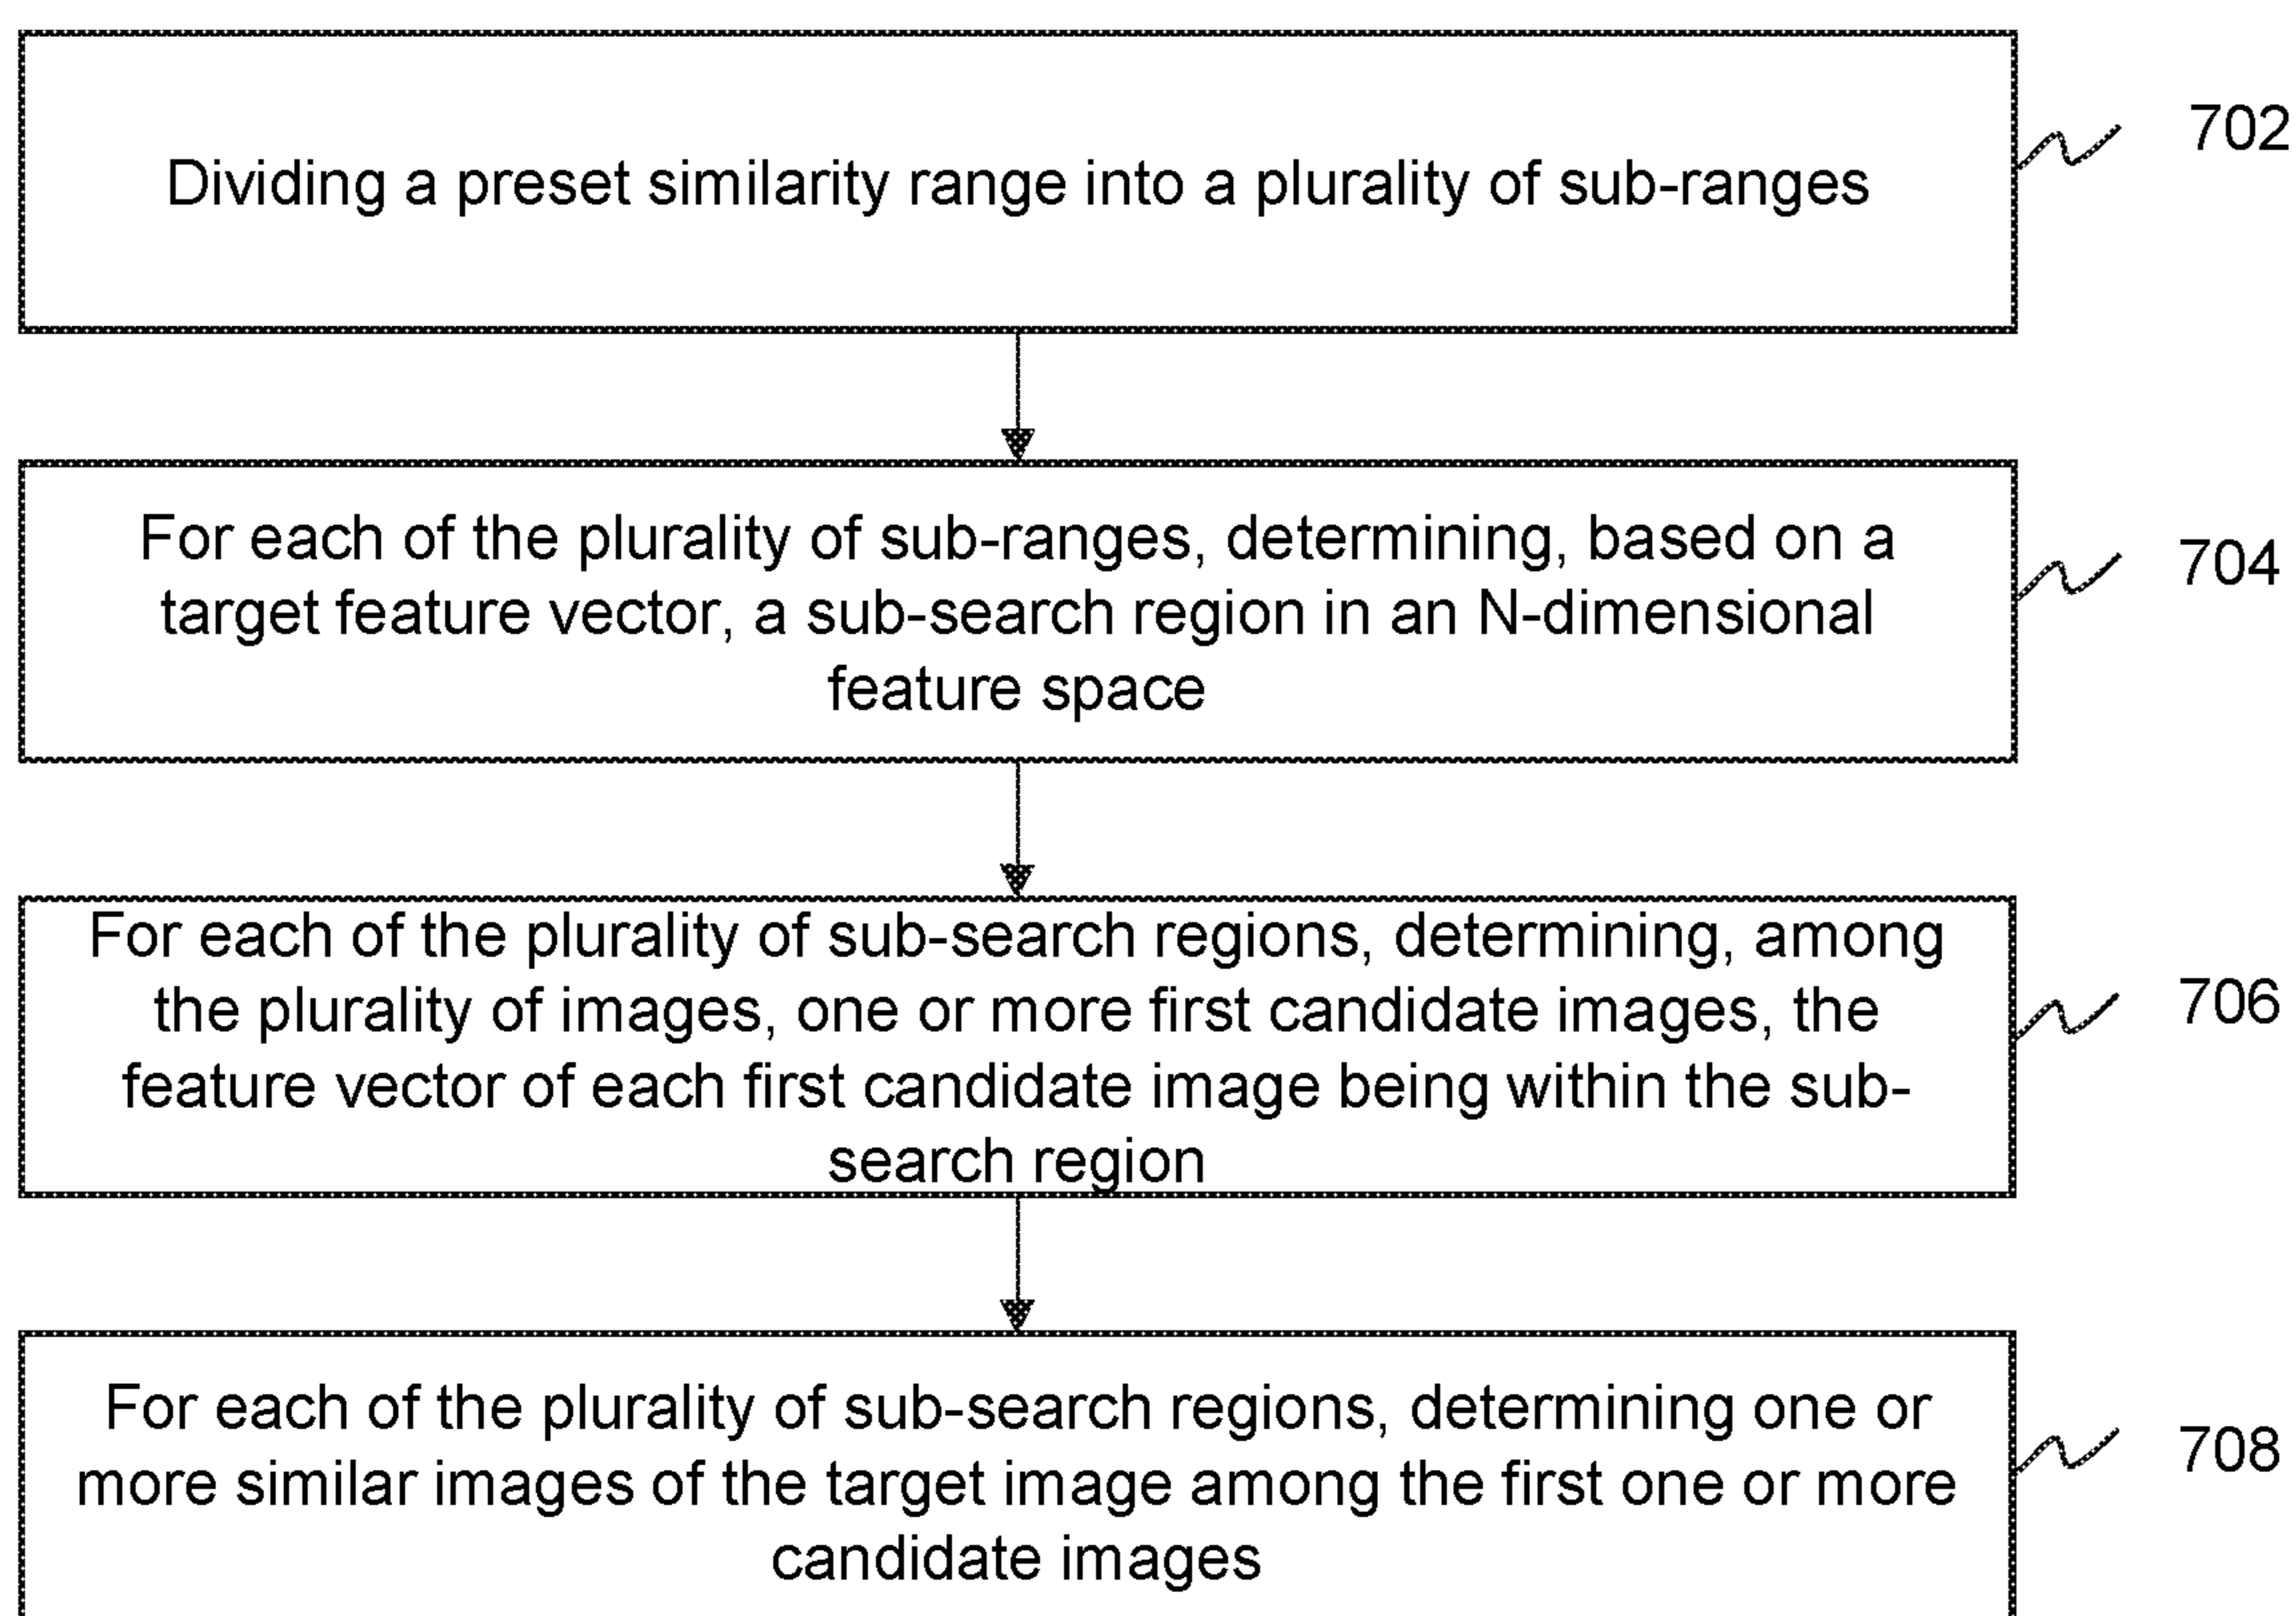 Dividing a preset similarity range into a plurality of sub-ranges
702
For each of the plurality of sub-ranges, determining, based on a
target feature vector, a sub-search region in an N-dimensional
feature space
704
For each of the plurality of sub-search regions, determining, among
the plurality of images, one or more first candidate images, the
feature vector of each first candidate image being within the sub-
search region
706
For each of the plurality of sub-search regions, determining one or
more similar images of the target image among the first one or more
candidate images
708